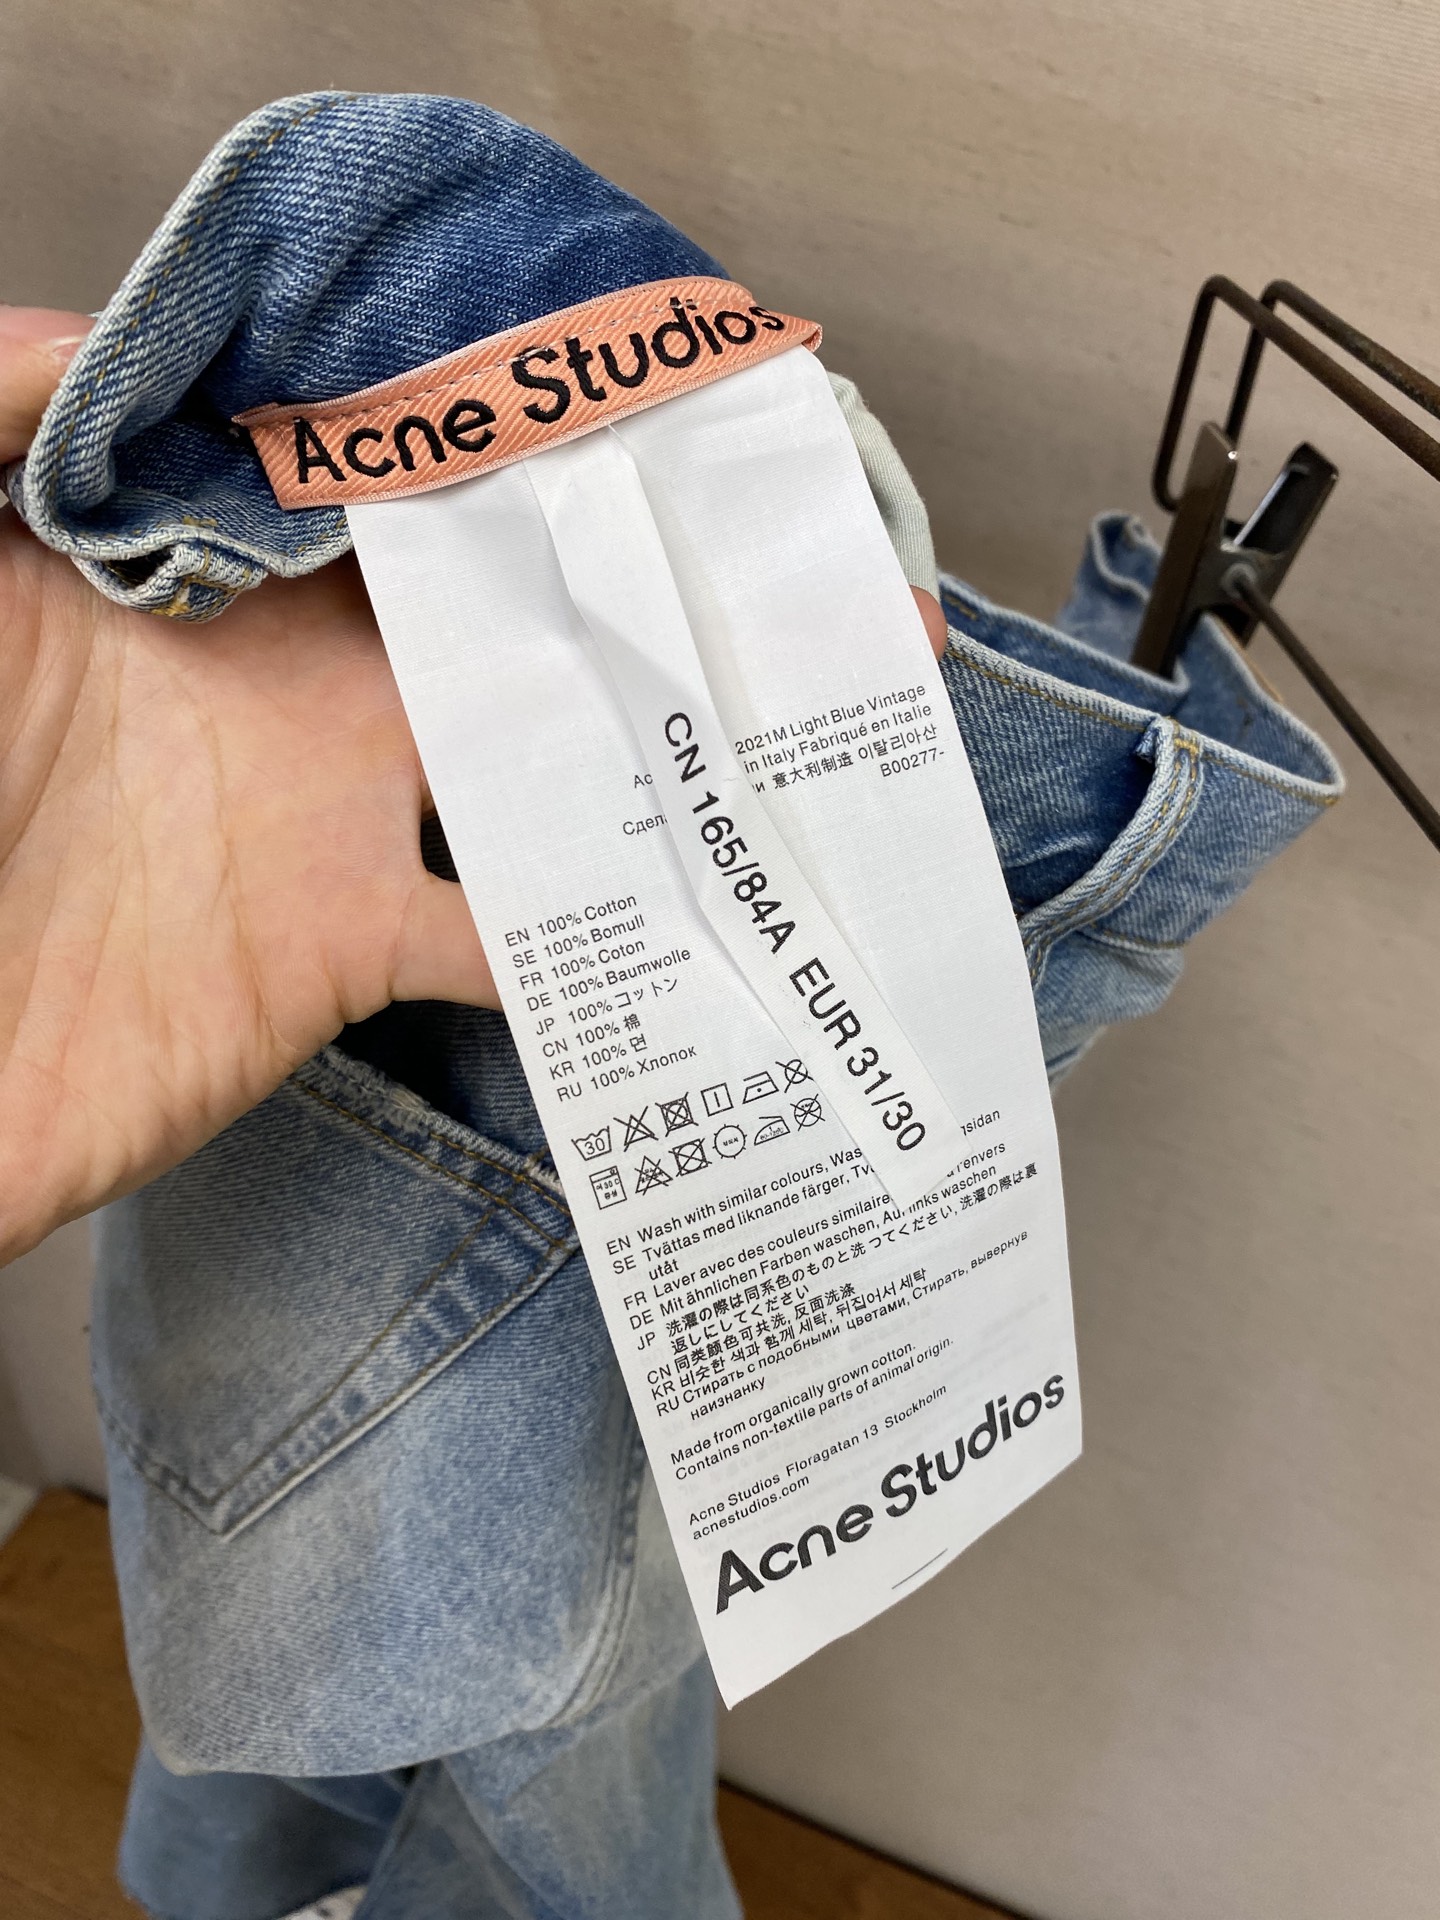 Acne Studios
2021M Light Blue Vintage
in Italy Fabriqué en Italie
意大利制造 이탈리아산
B00277-
CN 165/84A EUR 31/30
EN 100% Cotton
SE 100% Bomull
FR 100% Coton
DE 100% Baumwolle
JP 100% コットン
CN 100% 棉
KR 100% 면
RU 100% Хлопок
30
EN Wash with similar colours,
SE Tvättas med liknande färger,
utåt
FR Laver avec des couleurs l'envers
DE Mit ähnlichen Farben waschen, waschen
JP 洗濯の際は同系色のものと洗 つてください, 洗濯の際は裏
返しにしてください
CN 同类颜色可共洗, 反面洗涤
KR 비슷한 색과 함께 세탁, 뒤집어서 세탁
RU Стирать с подобными цветами, Стирать, вывернув
наизнанку
Made from organically grown cotton.
Contains non-textile parts of animal origin.
Acne Studios Floragatan 13 Stockholm
acnestudios.com
Acne Studios